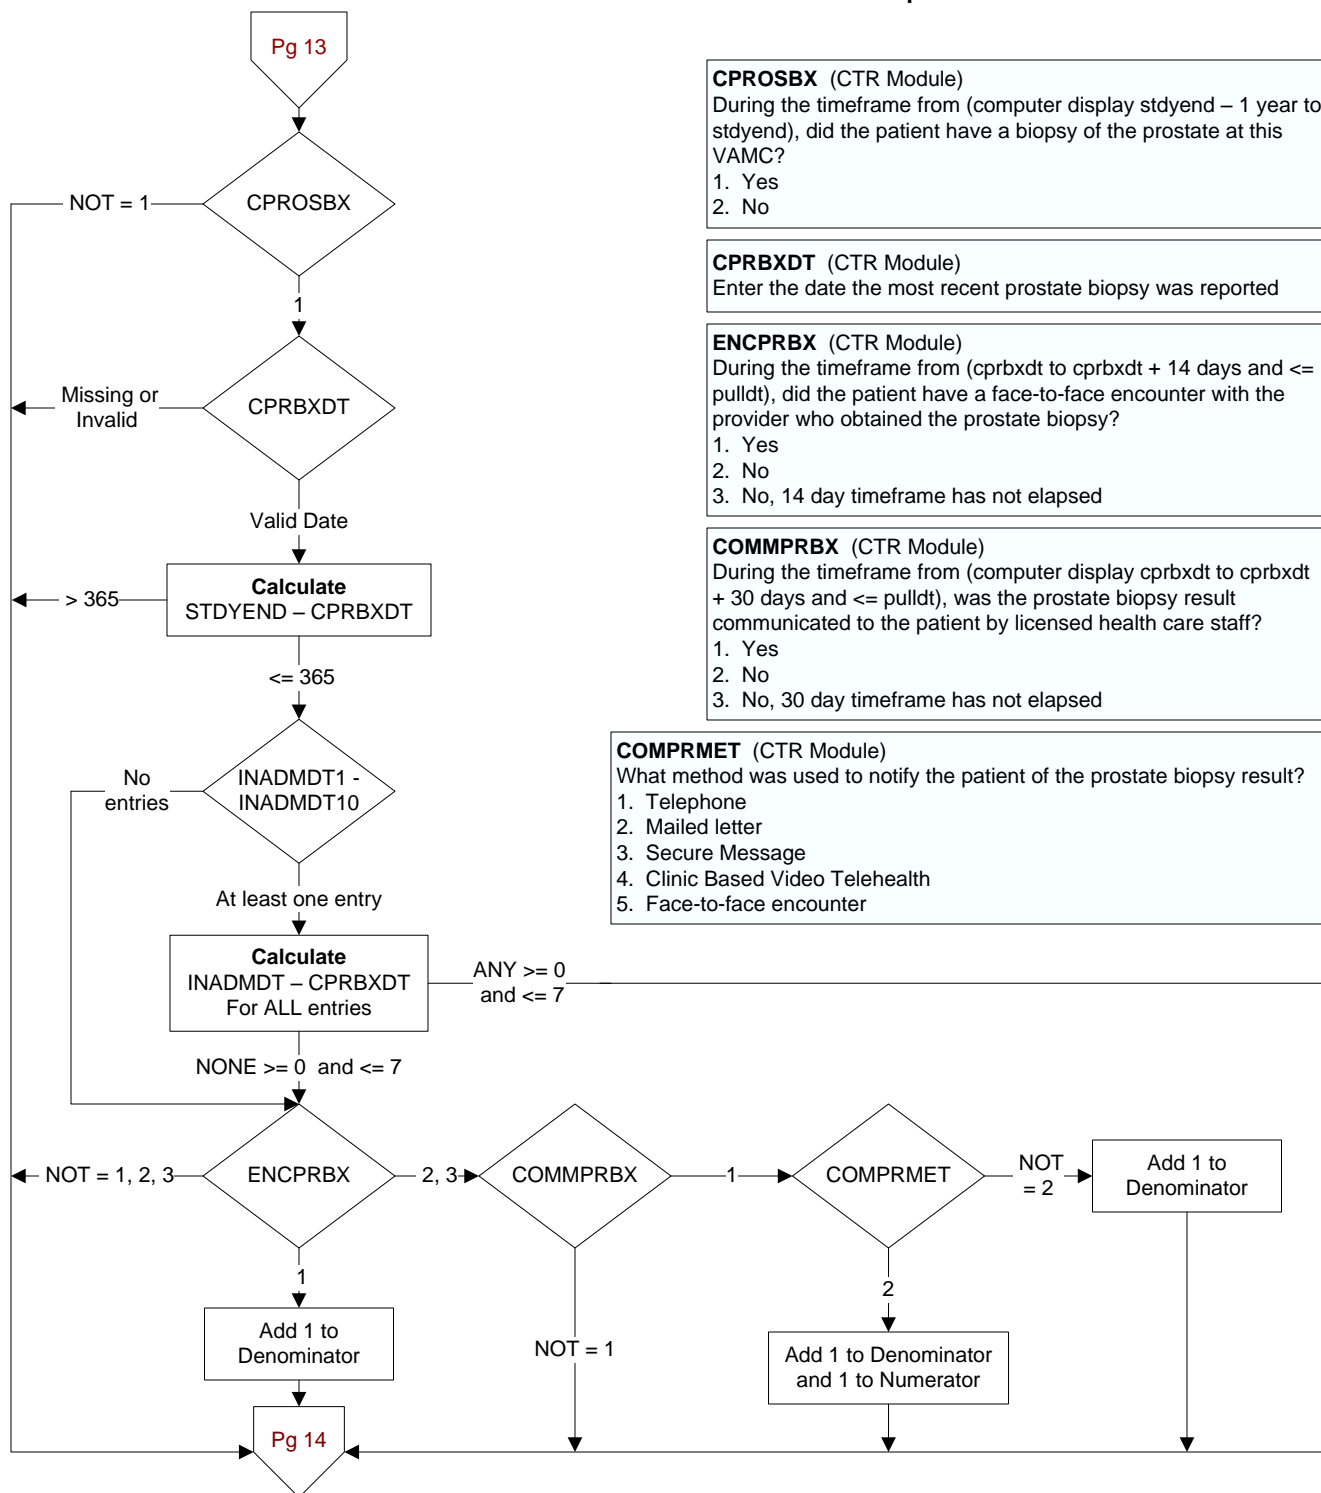 Pg 13
CPROSBX (CTR Module)
During the timeframe from (computer display stdyend – 1 year to
stdyend), did the patient have a biopsy of the prostate at this
VAMC?
1. Yes
2. No
CPRBXDT (CTR Module)
Enter the date the most recent prostate biopsy was reported
ENCPRBX (CTR Module)
During the timeframe from (cprbxdt to cprbxdt + 14 days and <=
pulldt), did the patient have a face-to-face encounter with the
provider who obtained the prostate biopsy?
1. Yes
2. No
3. No, 14 day timeframe has not elapsed
COMMPRBX (CTR Module)
During the timeframe from (computer display cprbxdt to cprbxdt
+ 30 days and <= pulldt), was the prostate biopsy result
communicated to the patient by licensed health care staff?
1. Yes
2. No
3. No, 30 day timeframe has not elapsed
COMPRMET (CTR Module)
What method was used to notify the patient of the prostate biopsy result?
1. Telephone
2. Mailed letter
3. Secure Message
4. Clinic Based Video Telehealth
5. Face-to-face encounter
NOT = 1
CPROSBX
1
Missing or
Invalid
CPRBXDT
Valid Date
> 365
Calculate
STDYEND – CPRBXDT
<= 365
No
entries
INADMDT1 -
INADMDT10
At least one entry
Calculate
INADMDT – CPRBXDT
For ALL entries
ANY >= 0
and <= 7
NONE >= 0 and <= 7
NOT = 1, 2, 3
ENCPRBX
2, 3
COMMPRBX
1
COMPRMET
NOT
= 2
Add 1 to
Denominator
1
Add 1 to
Denominator
NOT = 1
2
Add 1 to Denominator
and 1 to Numerator
Pg 14